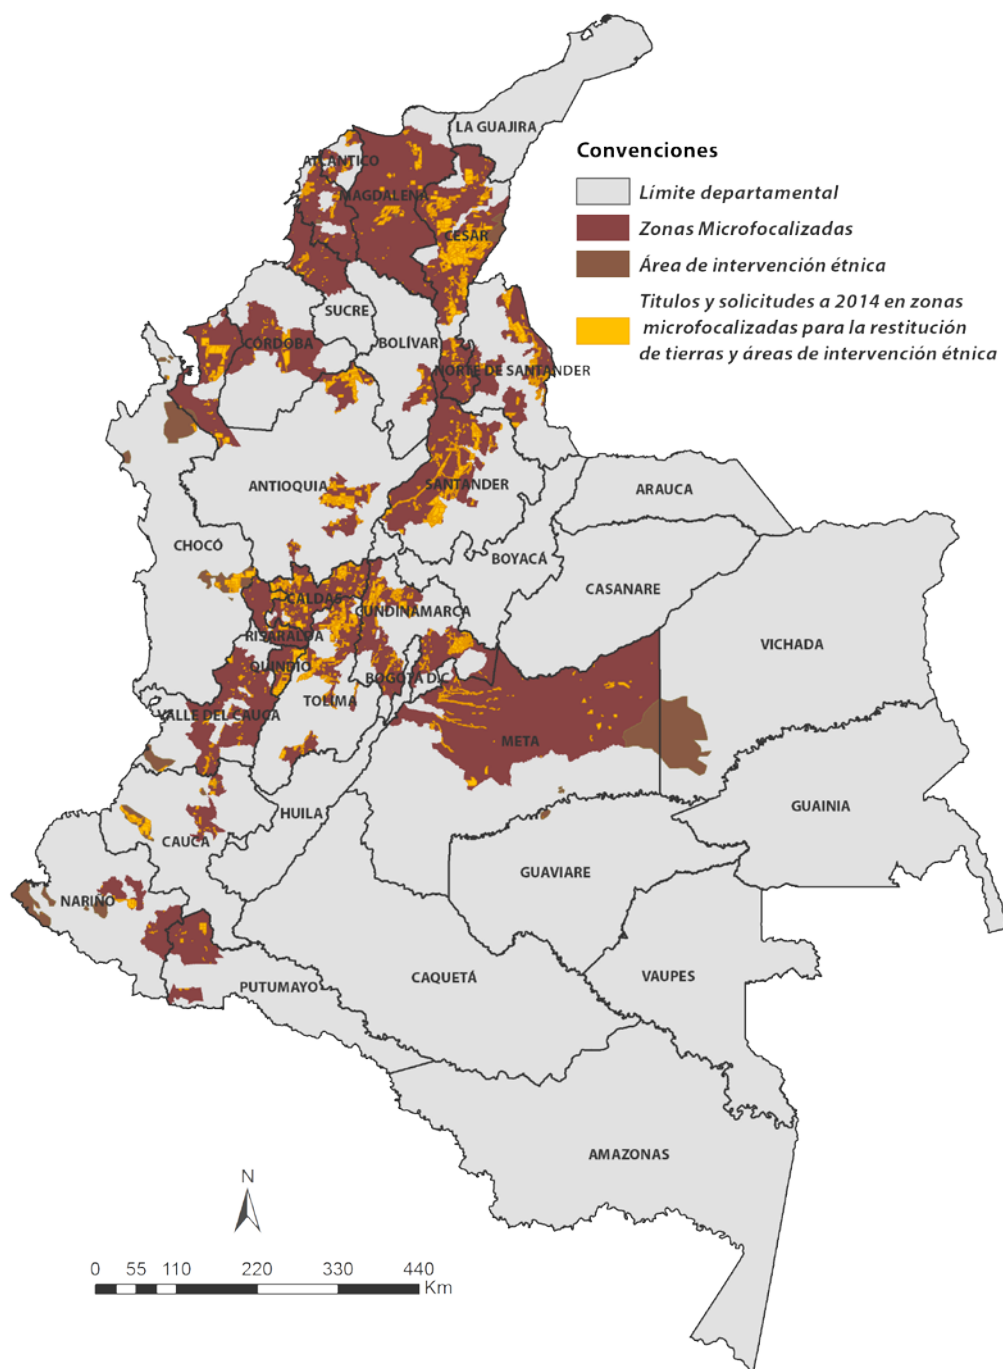 LA GUAJIRA
Convenciones
Límite departamental
Zonas Microfocalizadas
Área de intervención étnica
Titulos y solicitudes a 2014 en zonas
microfocalizadas para la restitución
de tierras y áreas de intervención étnica
ATLÁNTICO
MAGDALENA
CESAR
SUCRE
BOLÍVAR
CÓRDOBA
NORTE DE SANTANDER
ANTIOQUIA
SANTANDER
ARAUCA
CHOCÓ
BOYACÁ
CASANARE
CALDAS
CUNDINAMARCA
RISARALDA
VICHADA
QUINDIO
BOGOTÁ D.C.
TOLIMA
VALLE DEL CAUCA
META
GUAINIA
HUILA
CAUCA
GUAVIARE
NARIÑO
CAQUETÁ
VAUPES
PUTUMAYO
AMAZONAS
N
0 55 110 220 330 440
Km